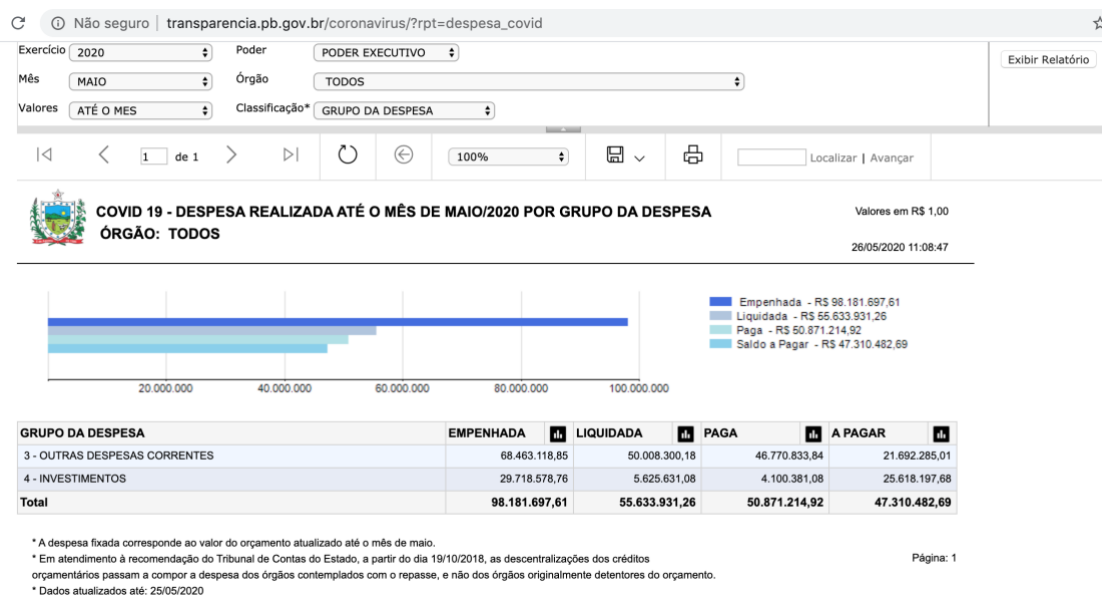 Não seguro | transparencia.pb.gov.br/coronavirus/?rpt=despesa_covid
Exercício 2020 Poder PODER EXECUTIVO
Exibir Relatório
Mês MAIO Órgão TODOS
Valores ATÉ O MES Classificação* GRUPO DA DESPESA
1 de 1 100% Localizar | Avançar
COVID 19 - DESPESA REALIZADA ATÉ O MÊS DE MAIO/2020 POR GRUPO DA DESPESA
Valores em R$ 1,00
ÓRGÃO: TODOS
26/05/2020 11:08:47
Empenhada - R$ 98.181.697,61
Liquidada - R$ 55.633.931,26
Paga - R$ 50.871.214,92
Saldo a Pagar - R$ 47.310.482,69
20.000.000 40.000.000 60.000.000 80.000.000 100.000.000
GRUPO DA DESPESA EMPENHADA LIQUIDADA PAGA A PAGAR
3 - OUTRAS DESPESAS CORRENTES 68.463.118,85 50.008.300,18 46.770.833,84 21.692.285,01
4 - INVESTIMENTOS 29.718.578,76 5.625.631,08 4.100.381,08 25.618.197,68
Total 98.181.697,61 55.633.931,26 50.871.214,92 47.310.482,69
* A despesa fixada corresponde ao valor do orçamento atualizado até o mês de maio.
* Em atendimento à recomendação do Tribunal de Contas do Estado, a partir do dia 19/10/2018, as descentralizações dos créditos
Página: 1
orçamentários passam a compor a despesa dos órgãos contemplados com o repasse, e não dos órgãos originalmente detentores do orçamento.
* Dados atualizados até: 25/05/2020